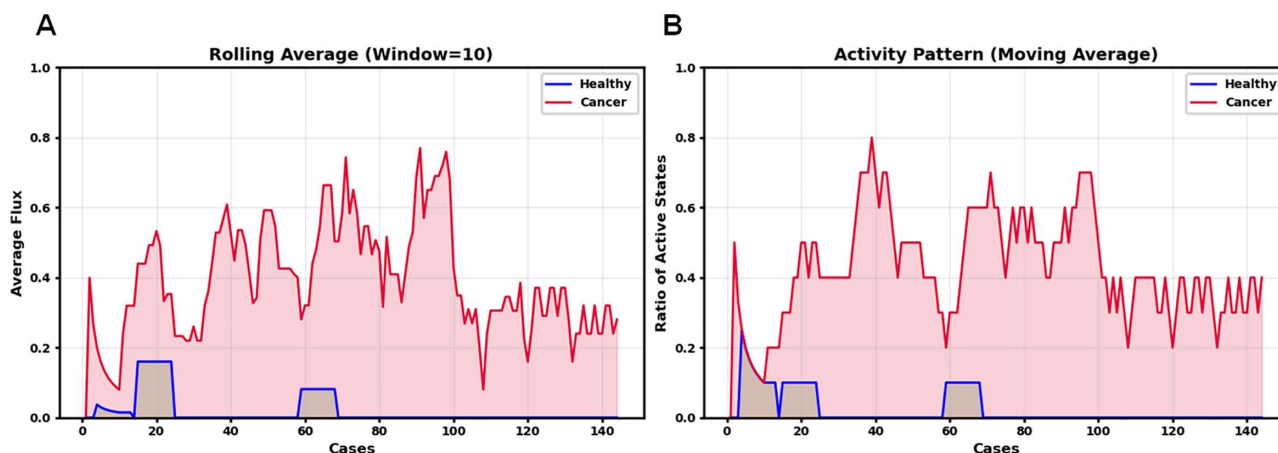 A
B
Rolling Average (Window=10)
Activity Pattern (Moving Average)
Average Flux
1.0
0.8
0.6
0.4
0.2
0.0
0 20 40 60 80 100 120 140
Cases
Healthy
Cancer
Ratio of Active States
1.0
0.8
0.6
0.4
0.2
0.0
0 20 40 60 80 100 120 140
Cases
Healthy
Cancer